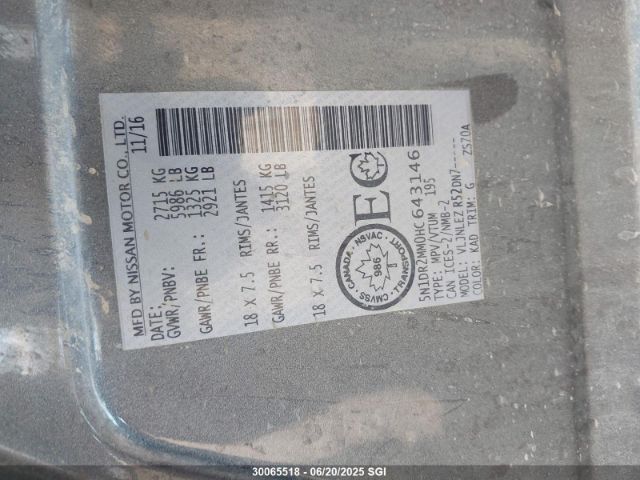 MFD BY NISSAN MOTOR CO., LTD.
DATE: 11/16
GVWR/PNBV: 2715 KG
5986 LB
GAWR/PNBE FR.: 1325 KG
2921 LB
18 X 7.5 RIMS/JANTES
GAWR/PNBE RR.: 1415 KG
3120 LB
18 X 7.5 RIMS/JANTES
CANADA · NSVAC · TRANSPORT · CMVSS ·
986
EC
5N1DR2MM0HC643146
TYPE: MPV/VTUM 195
CAN ICES-2/NMB-2
MODEL: VLJNLEZ R52DN7-----
COLOR: KAD TRIM: G ZS70A
30065518 - 06/20/2025 SGI